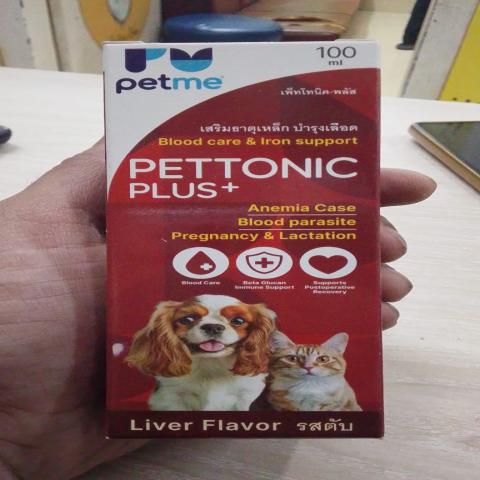 100
ml
petme
เพ็ทโทนิค พลัส
เสริมธาตุเหล็ก บำรุงเลือด
Blood care & Iron support
PETTONIC
PLUS+
Anemia Case
Blood parasite
Pregnancy & Lactation
Blood Care
Beta Glucan
Immune Support
Supports
Postoperative
Recovery
Liver Flavor รสตับ